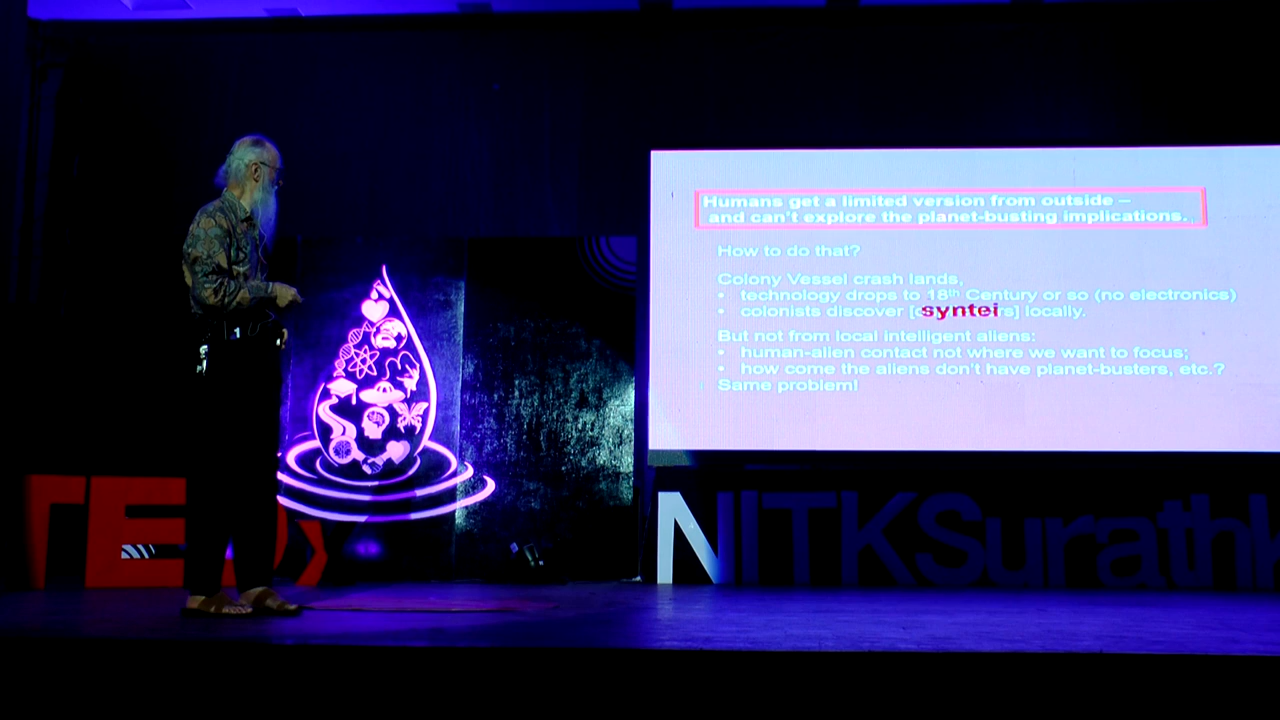 Humans get a limited version from outside –
and can't explore the planet-busting implications.
How to do that?
Colony Vessel crash lands,
• technology drops to 18th Century or so (no electronics)
• colonists discover [ syntei s] locally.
But not from local intelligent aliens:
• human-alien contact not where we want to focus;
• how come the aliens don't have planet-busters, etc.?
Same problem!
1
TEDx
NITKSurathk